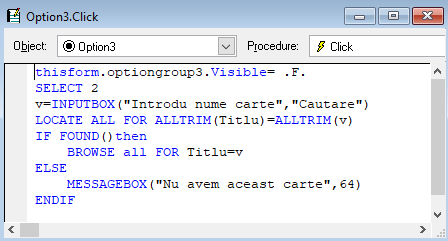 Option3.Click
Object: Option3 Procedure: Click
thisform.optiongroup3.Visible= .F.
SELECT 2
v=INPUTBOX("Introdu nume carte","Cautare")
LOCATE ALL FOR ALLTRIM(Titlu)=ALLTRIM(v)
IF FOUND()then
    BROWSE all FOR Titlu=v
ELSE
    MESSAGEBOX("Nu avem aceast carte",64)
ENDIF